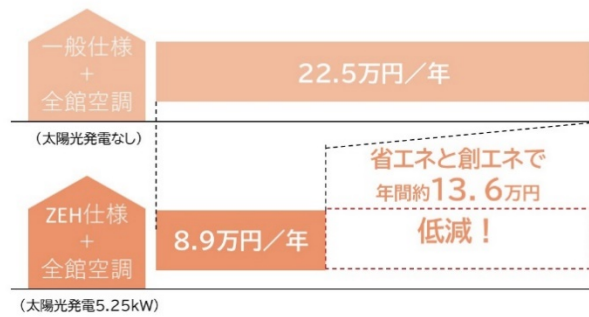 一般仕様
+
全館空調
22.5万円／年
（太陽光発電なし）
省エネと創エネで
年間約13.6万円
低減！
ZEH仕様
+
全館空調
8.9万円／年
（太陽光発電5.25kW）